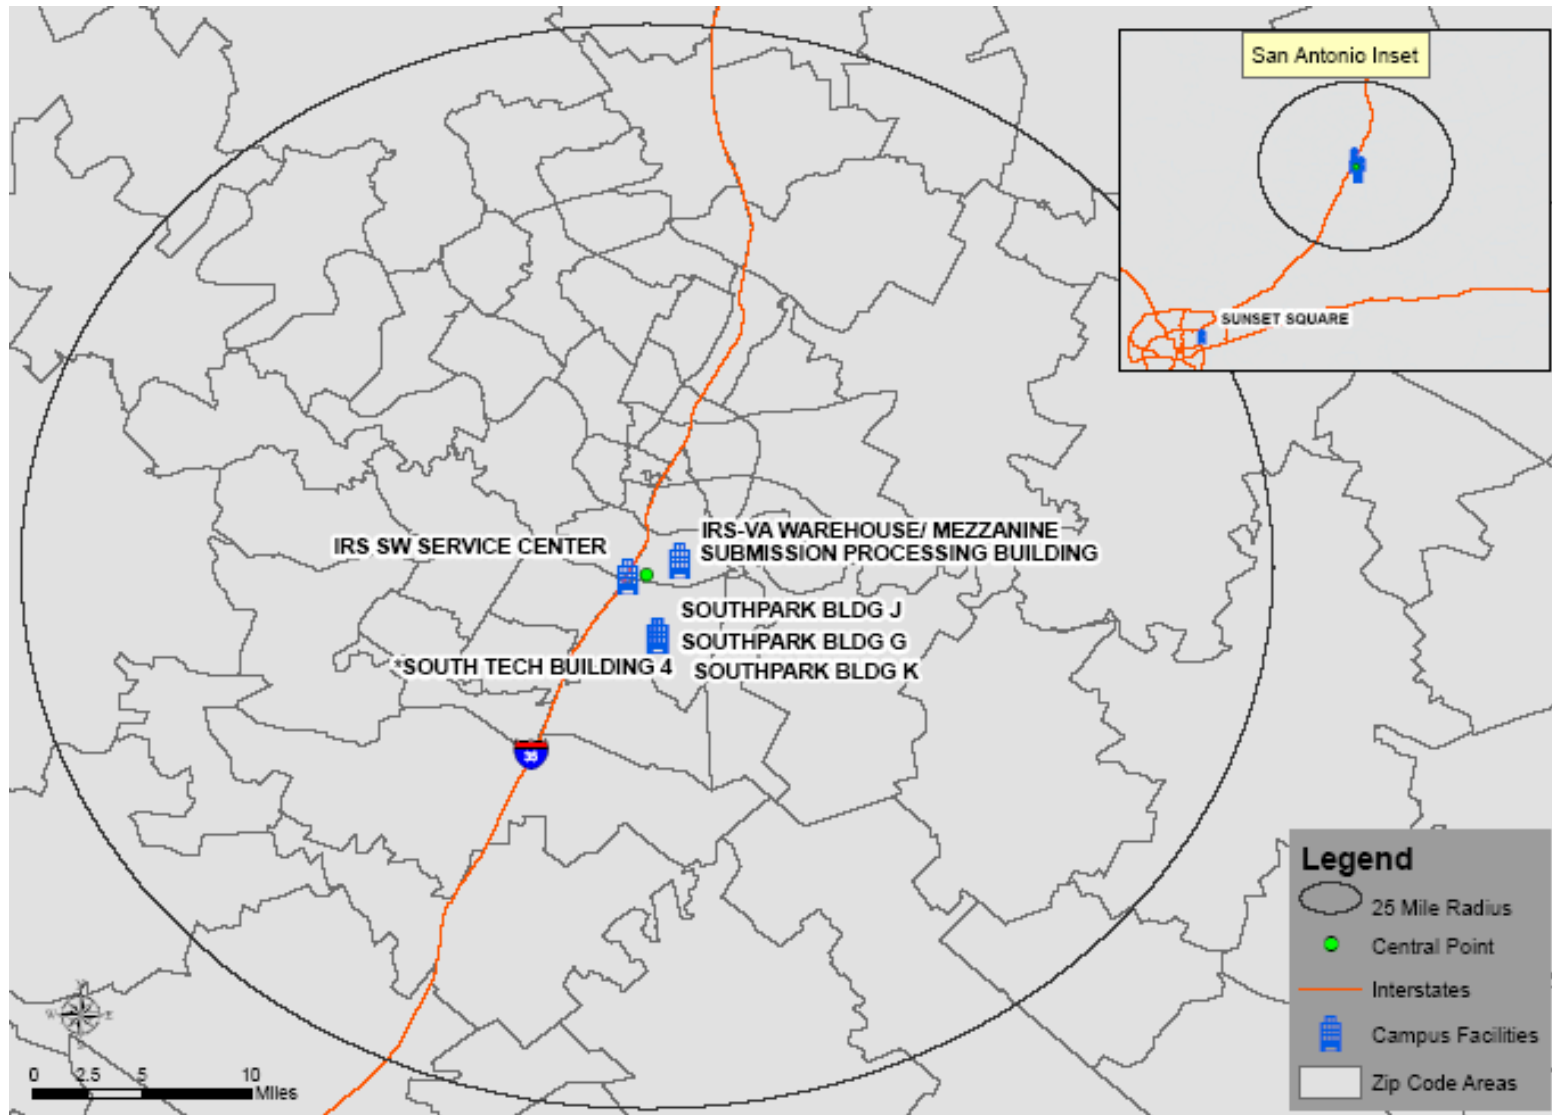 San Antonio Inset
SUNSET SQUARE
IRS-VA WAREHOUSE/ MEZZANINE
IRS SW SERVICE CENTER
SUBMISSION PROCESSING BUILDING
SOUTHPARK BLDG J
SOUTHPARK BLDG G
*SOUTH TECH BUILDING 4
SOUTHPARK BLDG K
35
Legend
25 Mile Radius
Central Point
Interstates
Campus Facilities
Zip Code Areas
W E
0 2.5 5 10
Miles